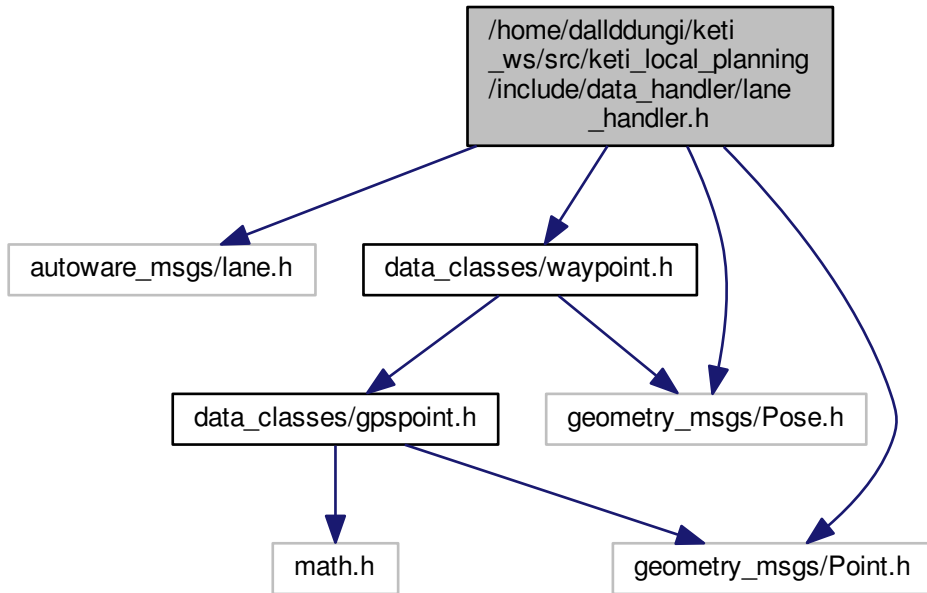 /home/dallddungi/keti
_ws/src/keti_local_planning
/include/data_handler/lane
_handler.h
autoware_msgs/lane.h
data_classes/waypoint.h
data_classes/gpspoint.h
geometry_msgs/Pose.h
math.h
geometry_msgs/Point.h